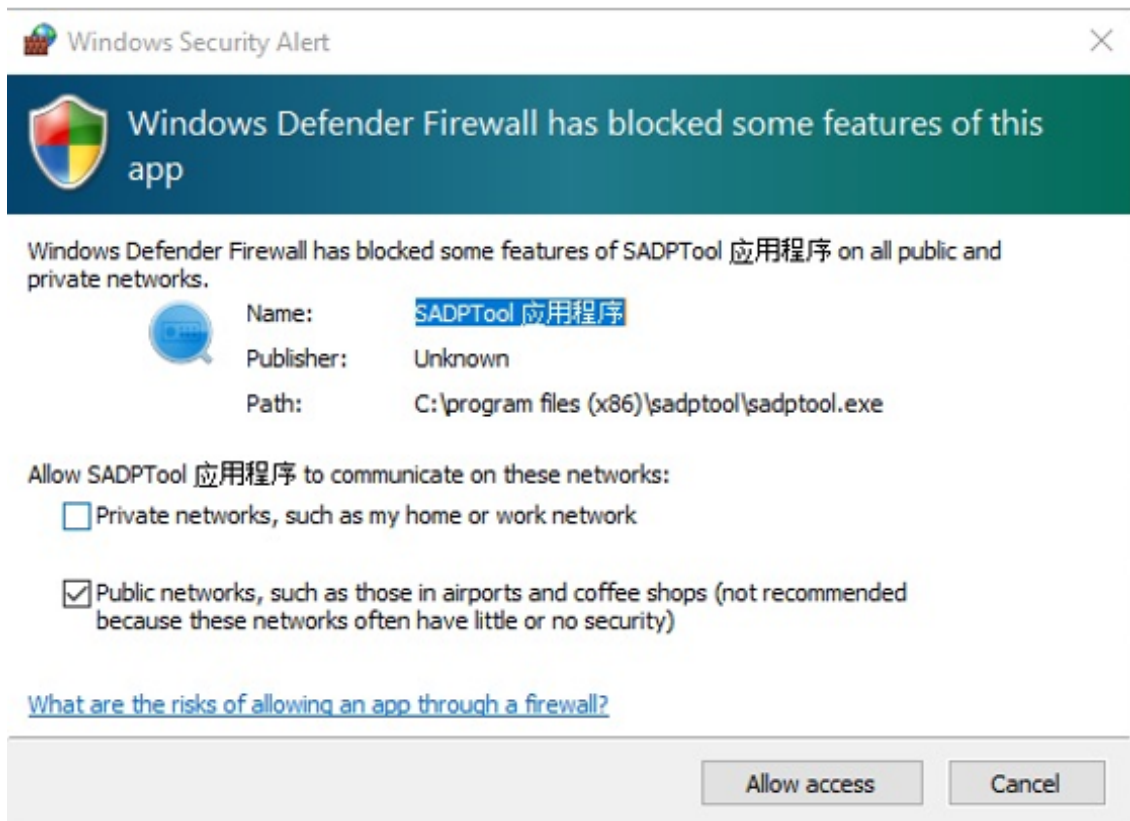 Windows Security Alert
Windows Defender Firewall has blocked some features of this
app
Windows Defender Firewall has blocked some features of SADPTool 应用程序 on all public and
private networks.
Name: SADPTool 应用程序
Publisher: Unknown
Path: C:\program files (x86)\sadptool\sadptool.exe
Allow SADPTool 应用程序 to communicate on these networks:
Private networks, such as my home or work network
Public networks, such as those in airports and coffee shops (not recommended
because these networks often have little or no security)
What are the risks of allowing an app through a firewall?
Allow access Cancel